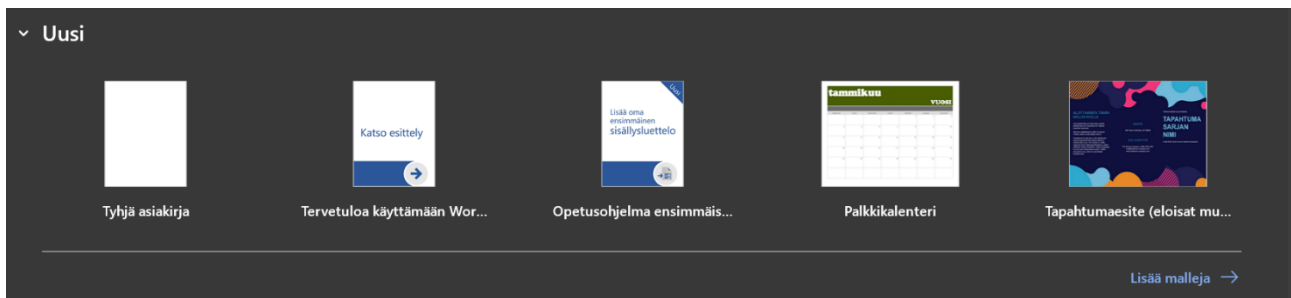 Uusi
Katso esittely
Uusi
Lisää oma
ensimmäinen
sisällysluettelo
tammikuu
VUOSI
TAPAHTUMA
SARJAN
NIMI
Tyhjä asiakirja
Tervetuloa käyttämään Wor...
Opetusohjelma ensimmäis...
Palkkikalenteri
Tapahtumaesite (eloisat mu...
Lisää malleja